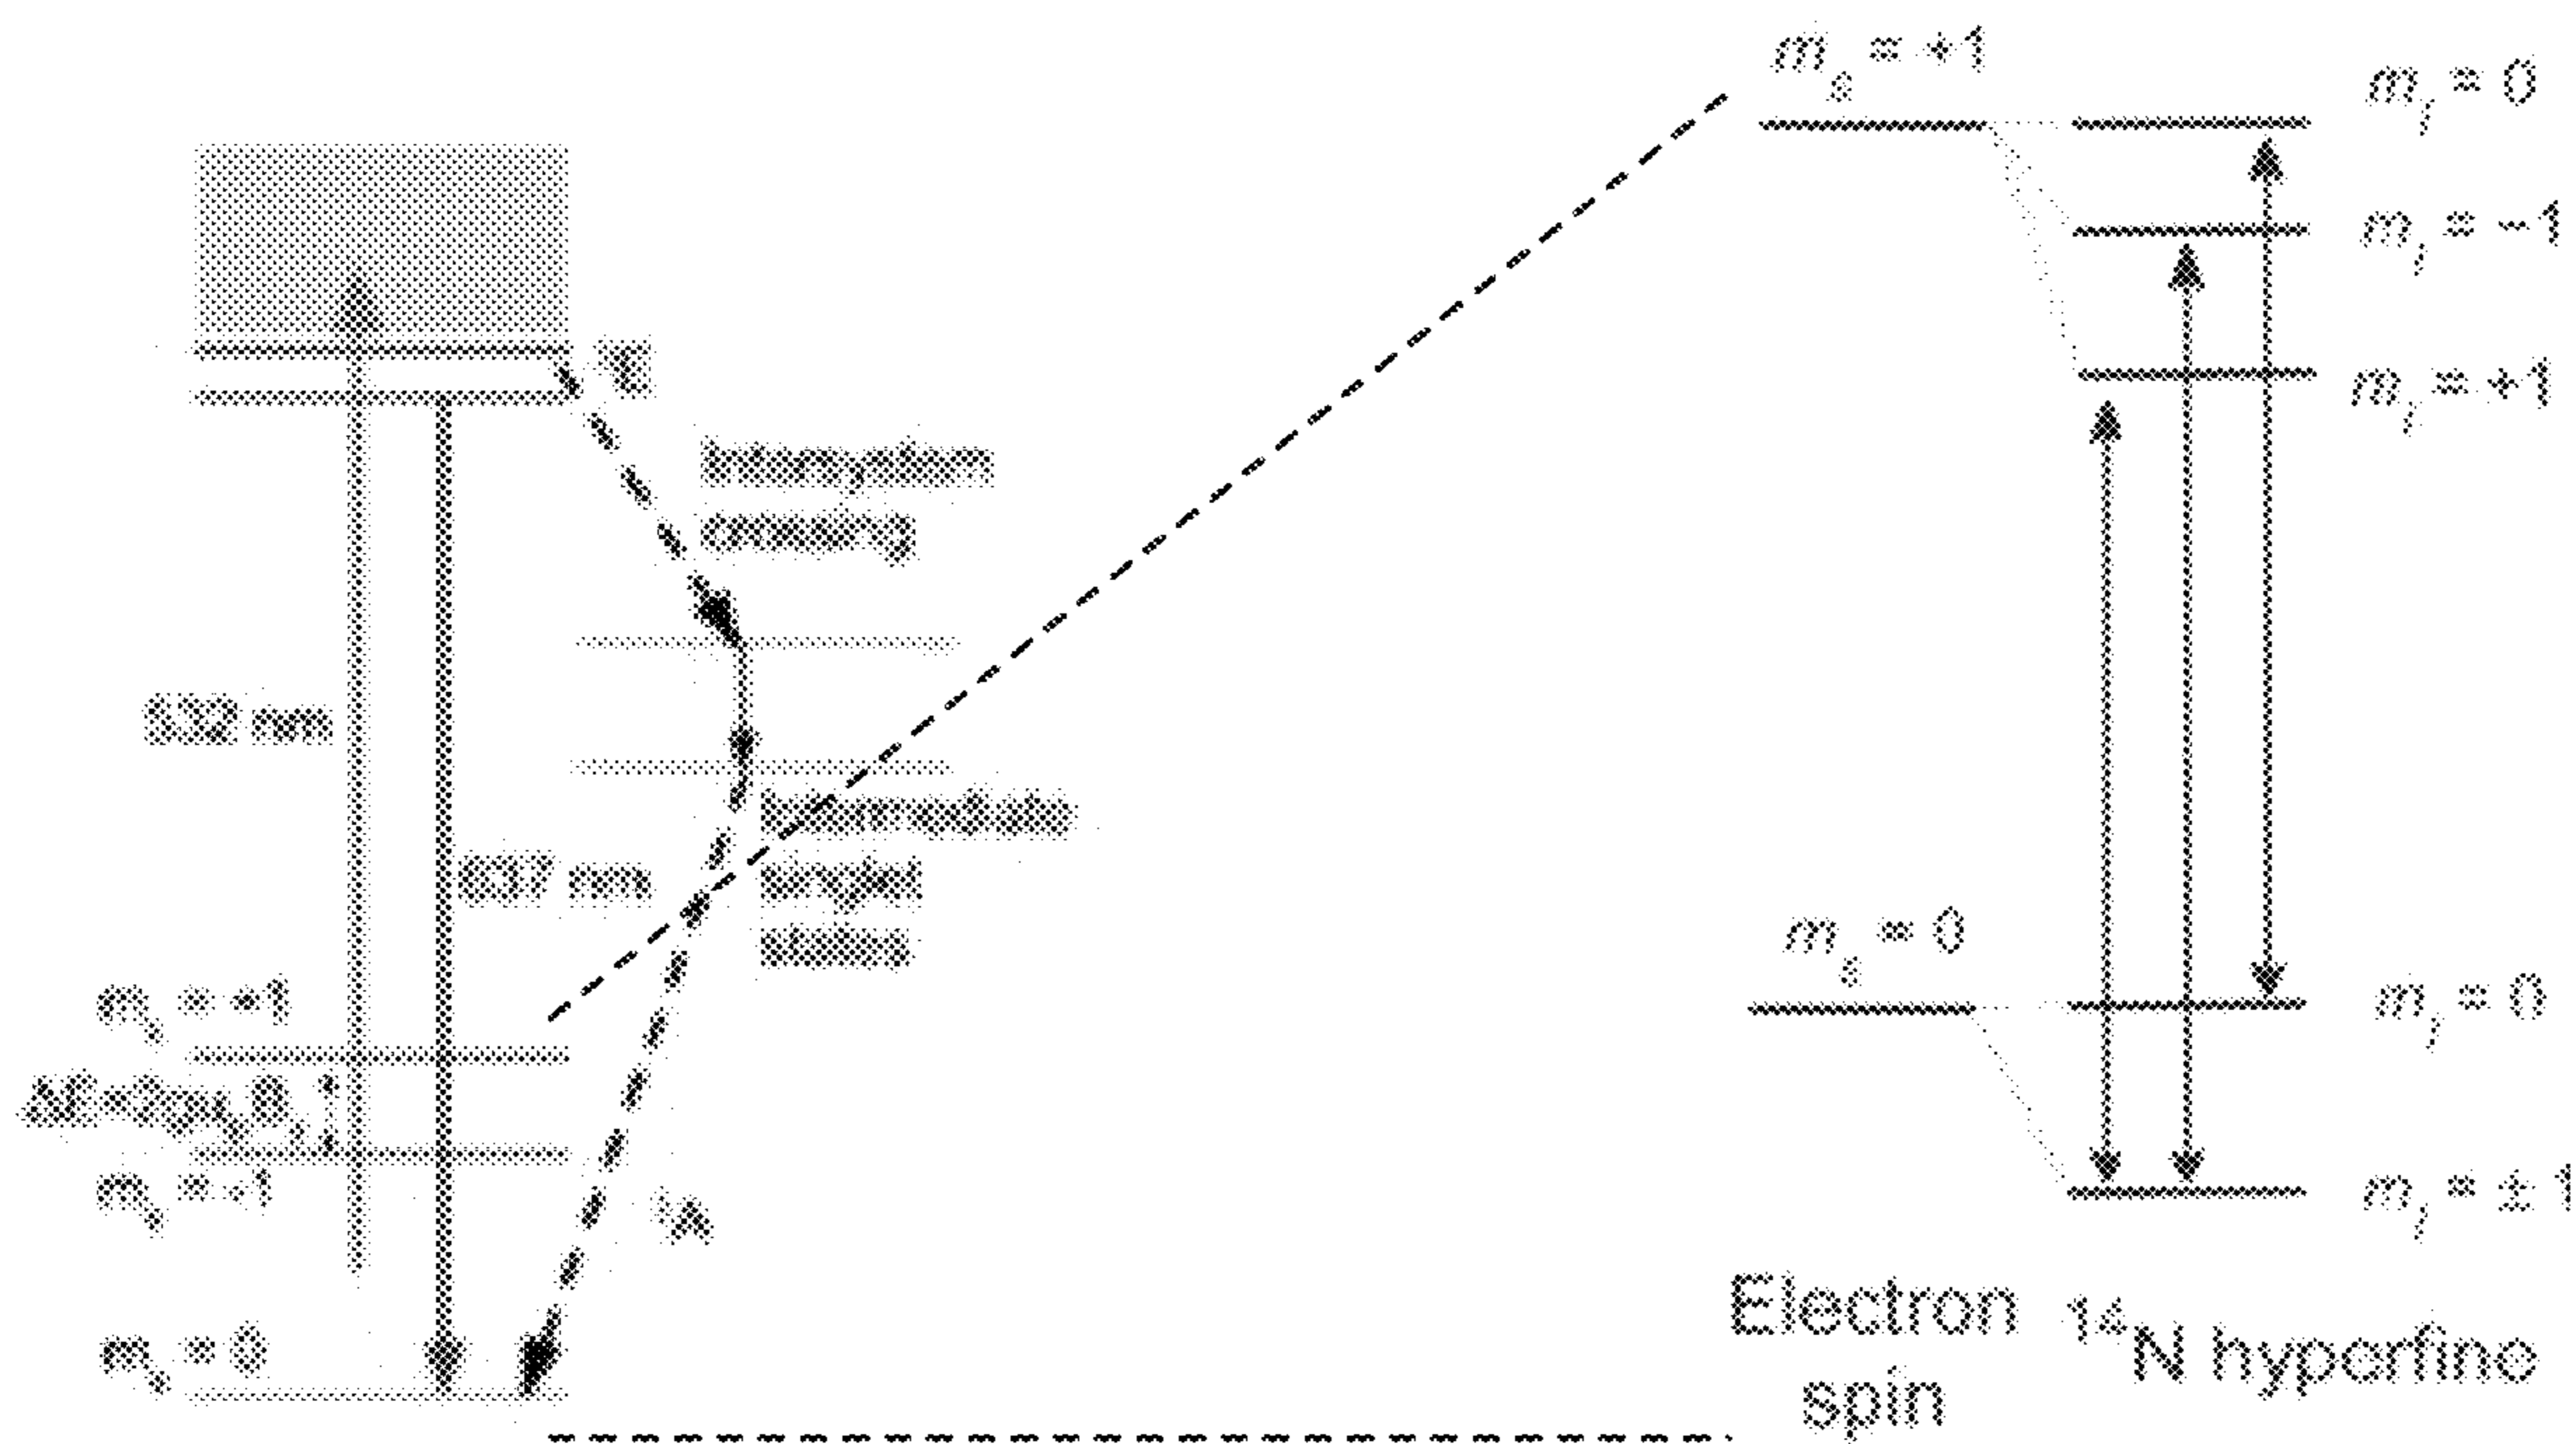 ³E
Intersystem
crossing
532 nm
637 nm
Intermediate
singlet
states
mₛ = +1
mₛ = -1
³A
mₛ = 0
mₛ = +1
mI = 0
mI = −1
mI = +1
mₛ = 0
mI = 0
mI = ± 1
Electron
spin
¹⁴N hyperfine